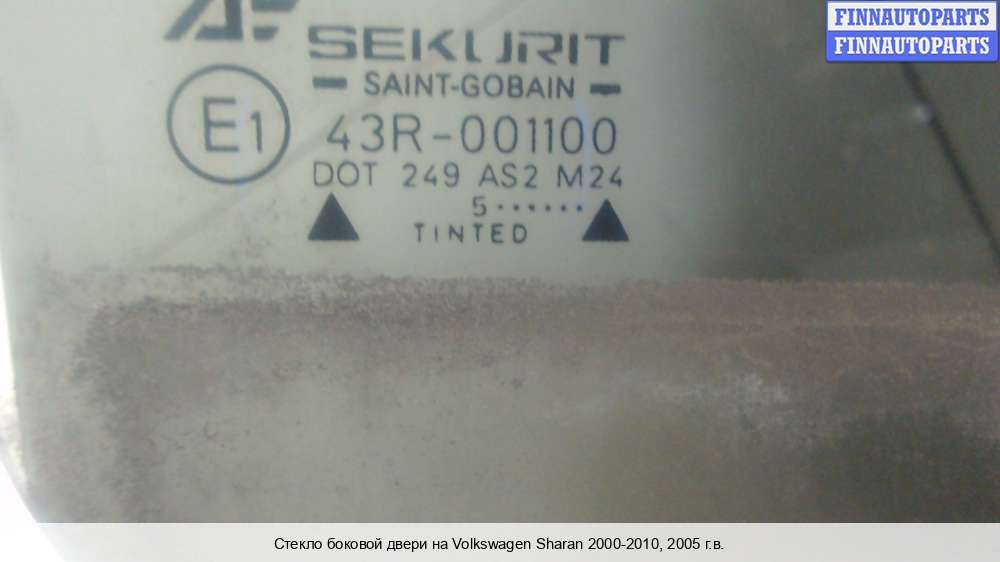 FINNAUTOPARTS
FINNAUTOPARTS
SEKURIT
SAINT-GOBAIN
E1 43R-001100
DOT 249 AS2 M24
5·······
TINTED
Стекло боковой двери на Volkswagen Sharan 2000-2010, 2005 г.в.